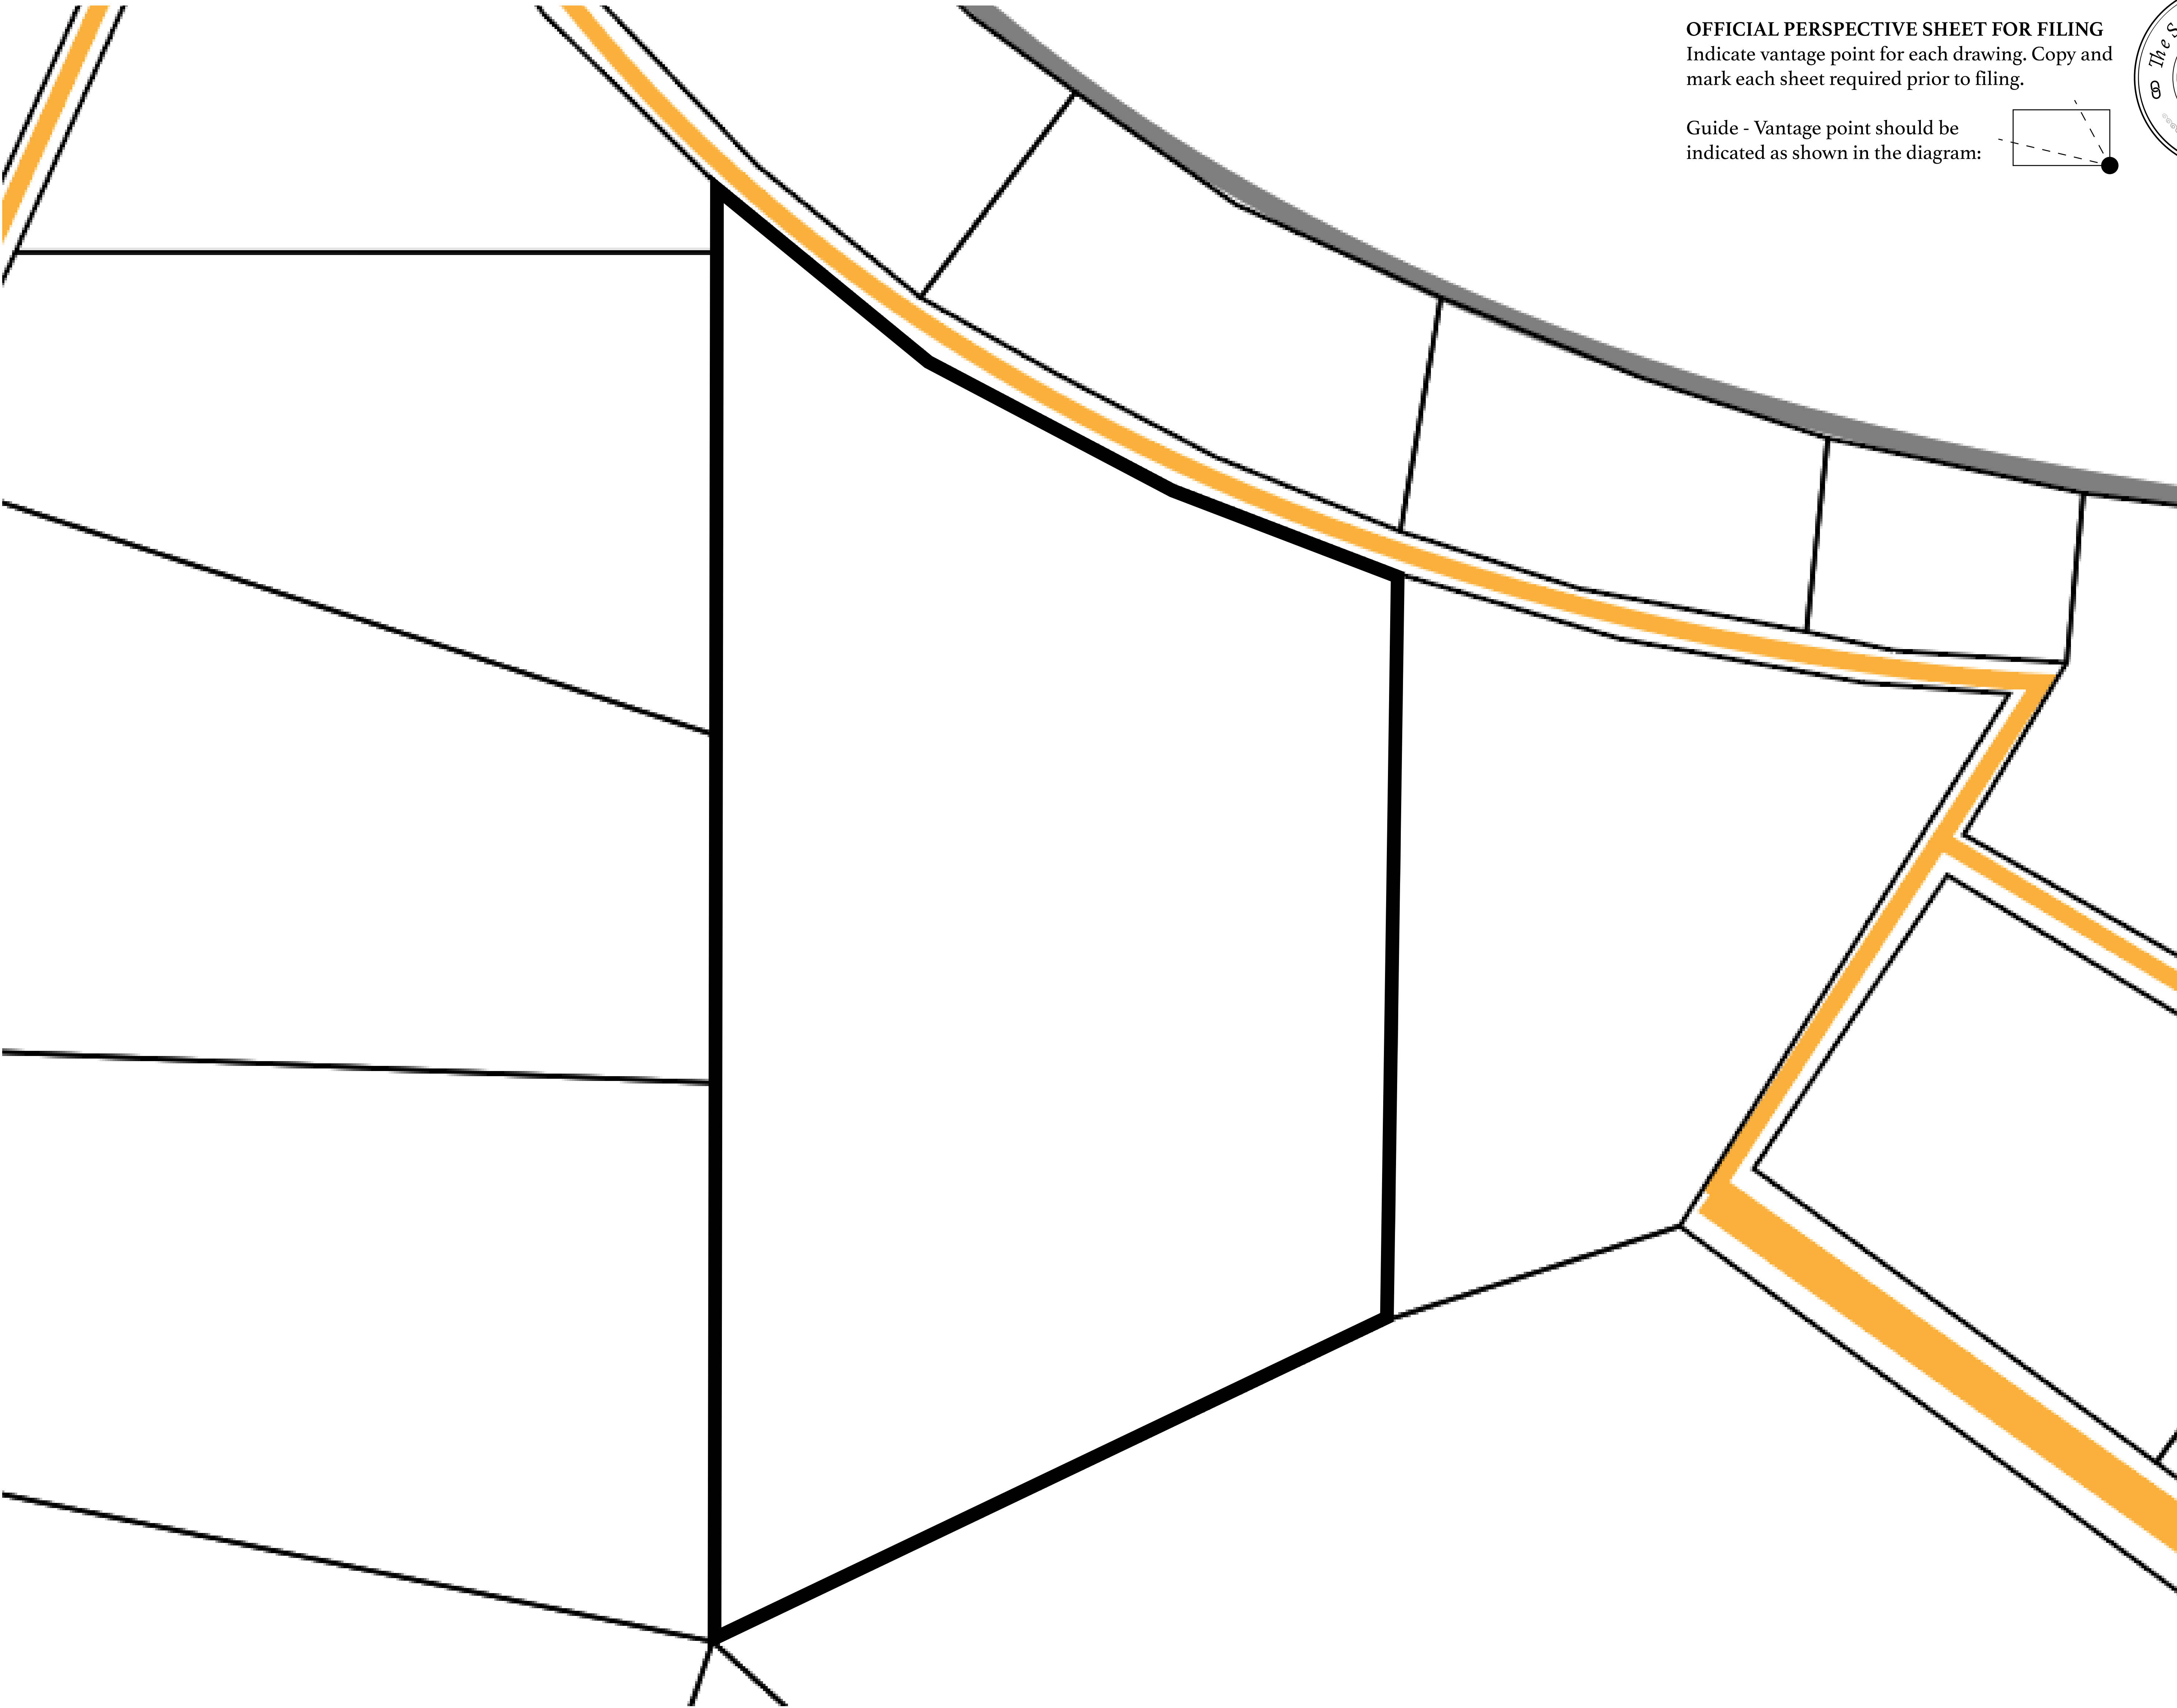 OFFICIAL PERSPECTIVE SHEET FOR FILING
Indicate vantage point for each drawing. Copy and
mark each sheet required prior to filing.
Guide - Vantage point should be
indicated as shown in the diagram:
The S